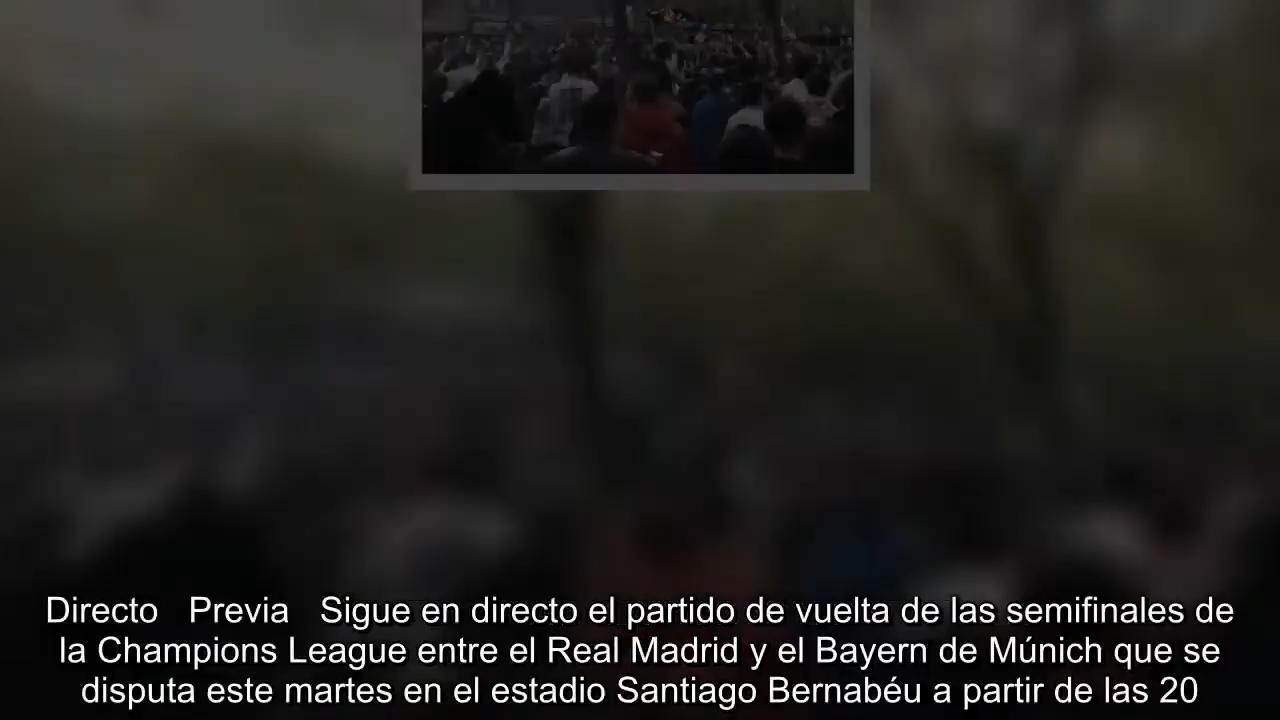 Directo Previa Sigue en directo el partido de vuelta de las semifinales de
la Champions League entre el Real Madrid y el Bayern de Múnich que se
disputa este martes en el estadio Santiago Bernabéu a partir de las 20